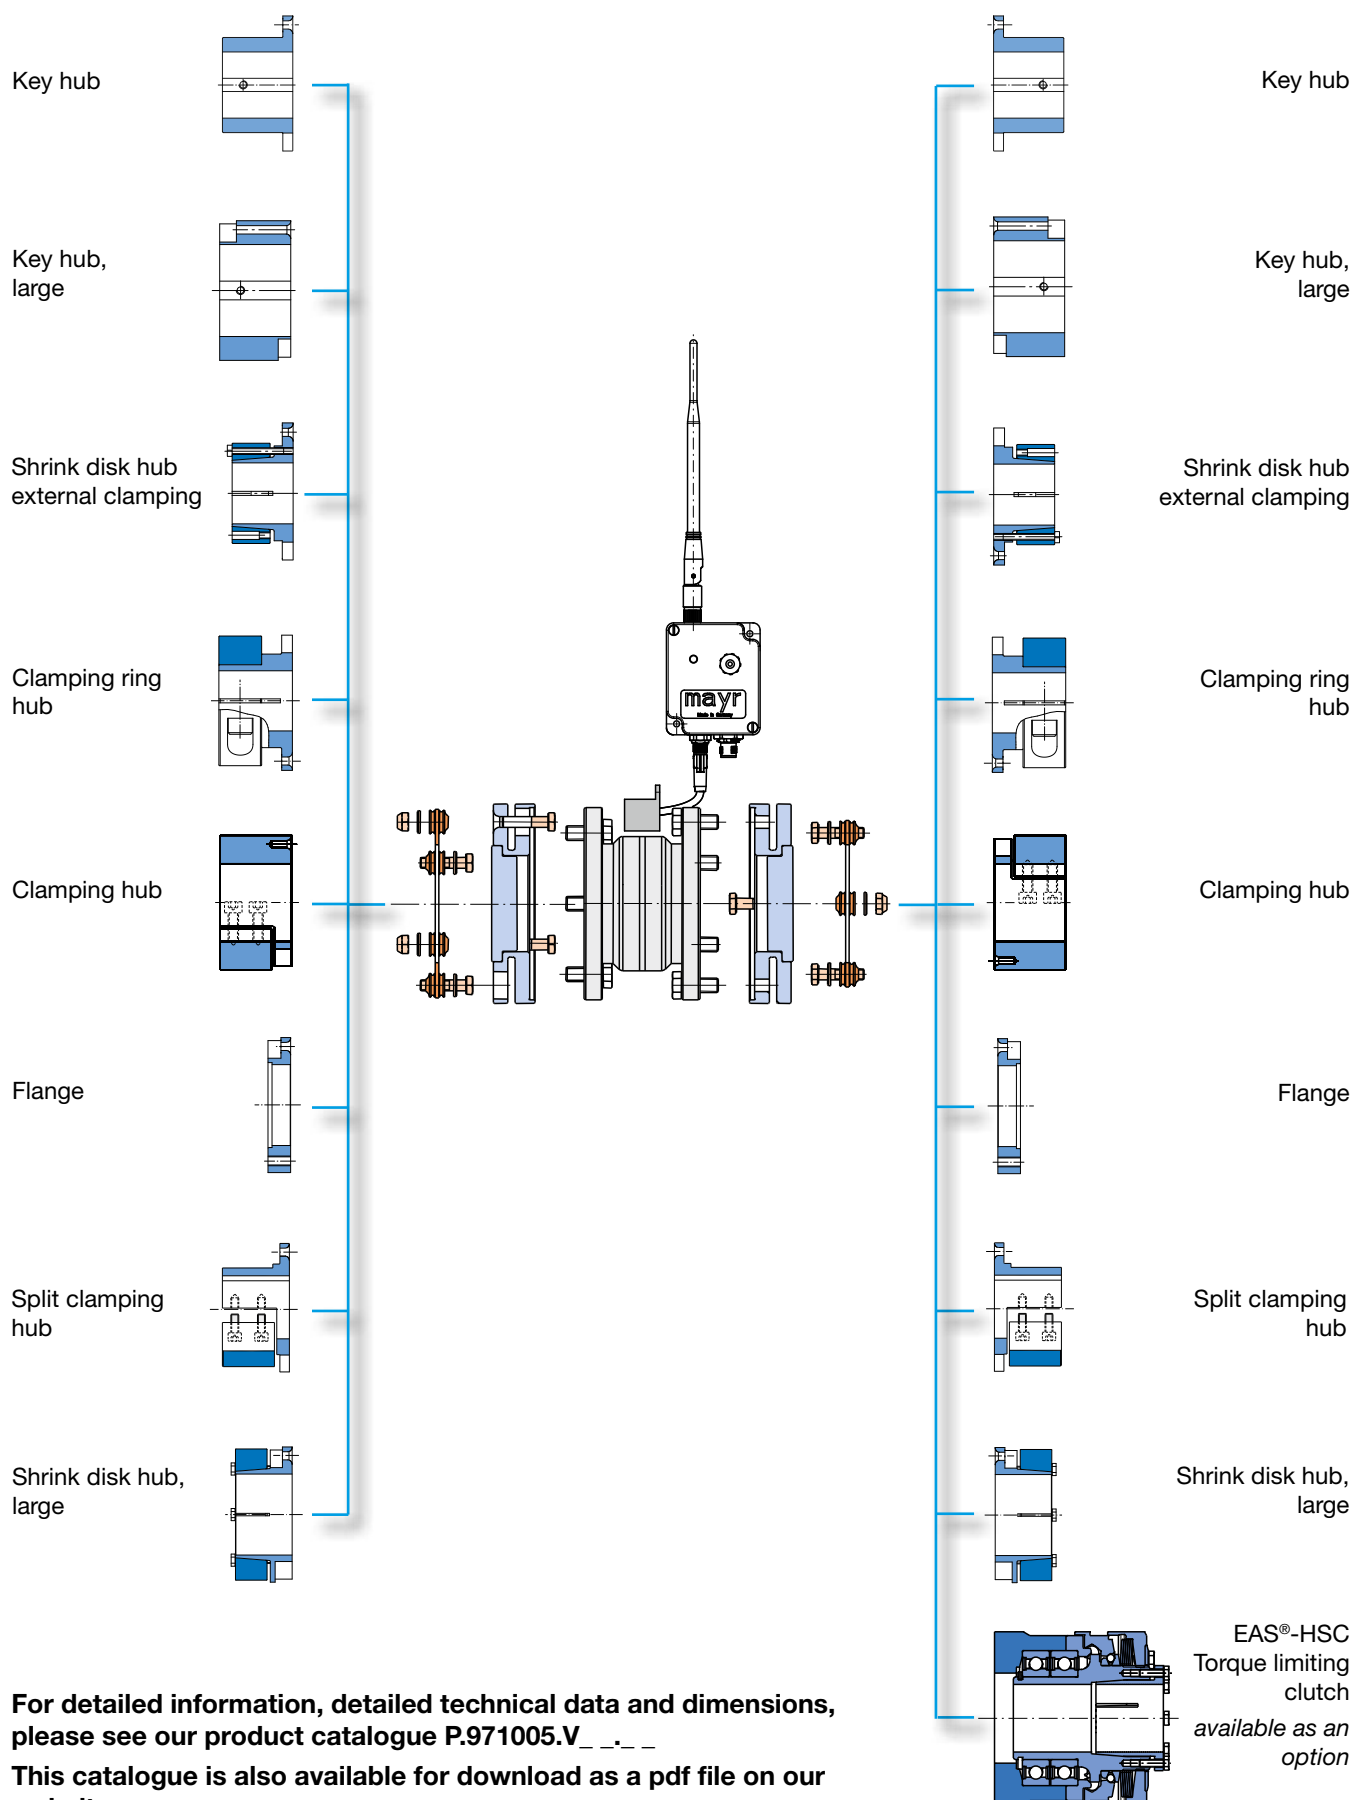 Key hub
Key hub,
large
Shrink disk hub
external clamping
Clamping ring
hub
Clamping hub
Flange
Split clamping
hub
Shrink disk hub,
large
mayr
Made in Germany
Key hub
Key hub,
large
Shrink disk hub
external clamping
Clamping ring
hub
Clamping hub
Flange
Split clamping
hub
Shrink disk hub,
large
EAS®-HSC
Torque limiting
clutch
available as an
option
For detailed information, detailed technical data and dimensions,
please see our product catalogue P.971005.V_ _._ _
This catalogue is also available for download as a pdf file on our